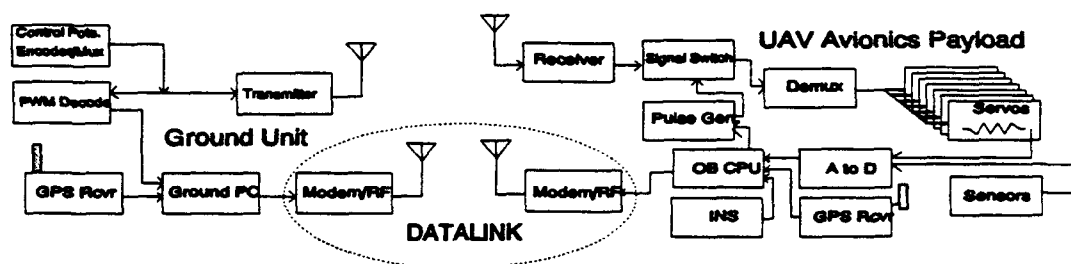 Control Pots.
Encoder/Mux
PWM Decode
Transmitter
Ground Unit
GPS Rcvr
Ground PC
Modem/RF
DATALINK
Modem/RF
UAV Avionics Payload
Receiver
Signal Switch
Demux
Servos
Pulse Gen
OB CPU
A to D
INS
GPS Rcvr
Sensors